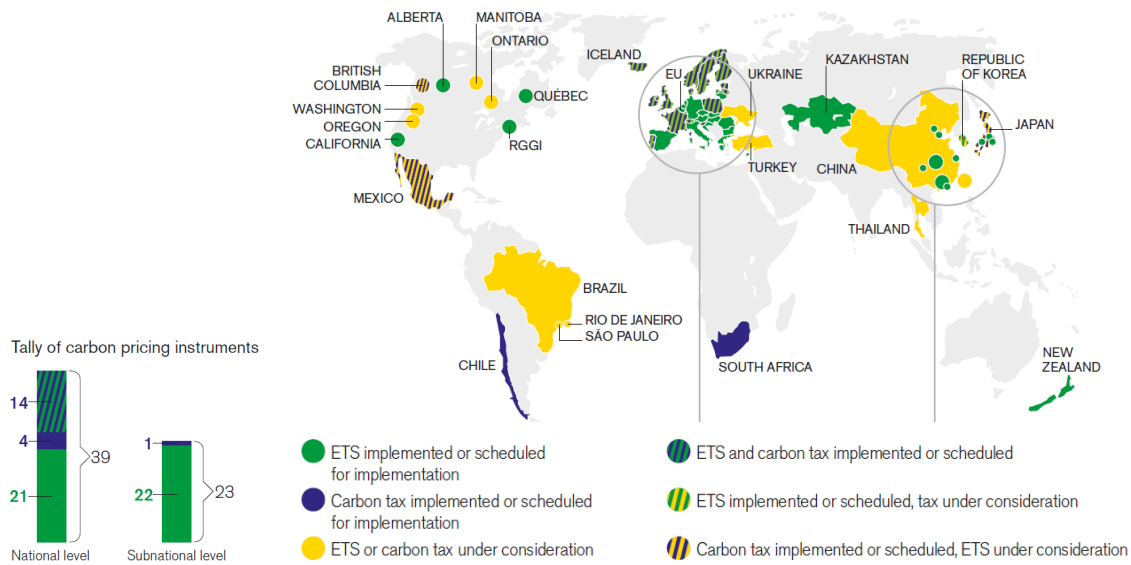 ALBERTA
MANITOBA
ONTARIO
ICELAND
KAZAKHSTAN
REPUBLIC
OF KOREA
BRITISH
COLUMBIA
EU
UKRAINE
QUÉBEC
WASHINGTON
OREGON
CALIFORNIA
RGGI
JAPAN
TURKEY
CHINA
MEXICO
THAILAND
BRAZIL
RIO DE JANEIRO
SÃO PAULO
CHILE
SOUTH AFRICA
NEW
ZEALAND
Tally of carbon pricing instruments
14
4
39
21
National level
1
22
23
Subnational level
ETS implemented or scheduled
for implementation
Carbon tax implemented or scheduled
for implementation
ETS or carbon tax under consideration
ETS and carbon tax implemented or scheduled
ETS implemented or scheduled, tax under consideration
Carbon tax implemented or scheduled, ETS under consideration